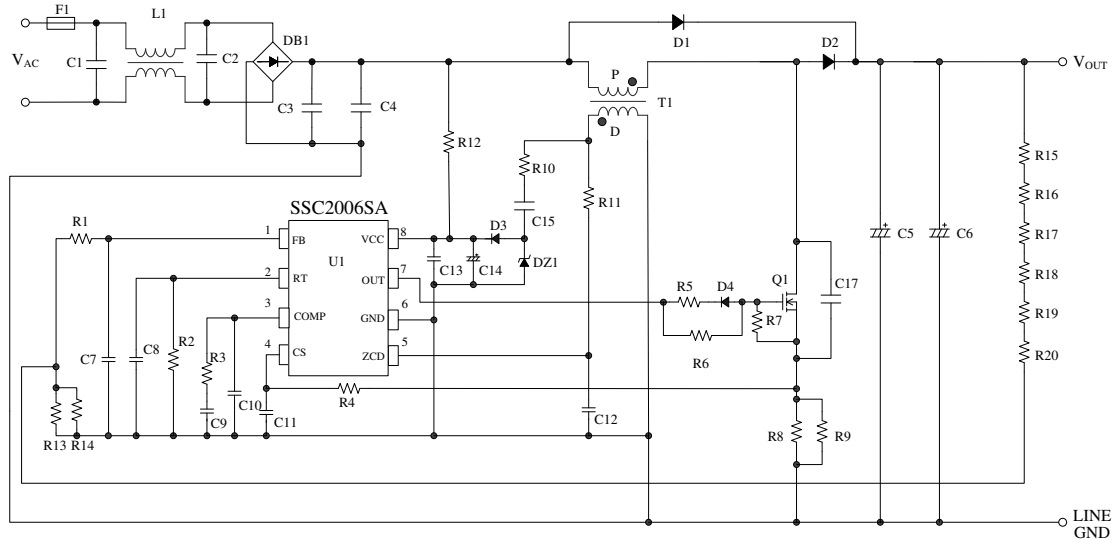 F1
L1
VAC
C1
C2
DB1
C3
C4
D1
D2
VOUT
P
T1
D
R12
R10
R11
C15
R15
R16
R17
R18
R19
R20
SSC2006SA
R1
1 FB
VCC 8
U1
D3
C13
C14
DZ1
2 RT
OUT 7
3 COMP
GND 6
4 CS
ZCD 5
R5
D4
Q1
C17
R7
R6
C5
C6
C7
C8
R2
R3
C9
C10
C11
R4
C12
R13
R14
R8
R9
LINE
GND